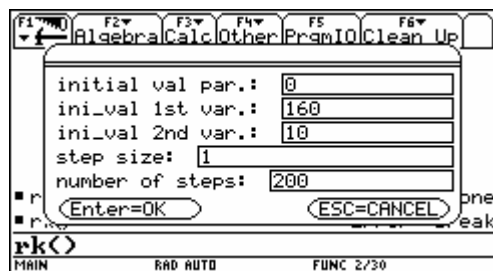 F1 F2 F3 F4 F5 F6
Algebra Calc Other PrgmIO Clean Up
initial val par.: 0
ini_val 1st var.: 160
ini_val 2nd var.: 10
step size: 1
number of steps: 200
Enter=OK ESC=CANCEL
rk()
MAIN RAD AUTO FUNC 2/30